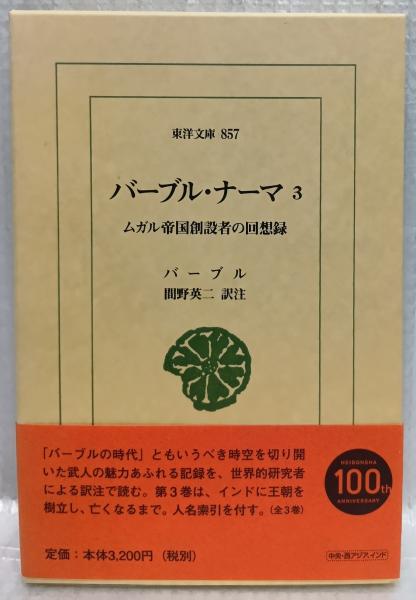 東洋文庫 857
バーブル・ナーマ 3
ムガル帝国創設者の回想録
バーブル
間野英二 訳注
「バーブルの時代」ともいうべき時空を切り開
いた武人の魅力あふれる記録を、世界的研究者
による訳注で読む。第3巻は、インドに王朝を
樹立し、亡くなるまで。人名索引を付す。(全3巻)
定価:本体3,200円(税別)
HEIBONSHA
100th
ANNIVERSARY
中央・西アジア、インド